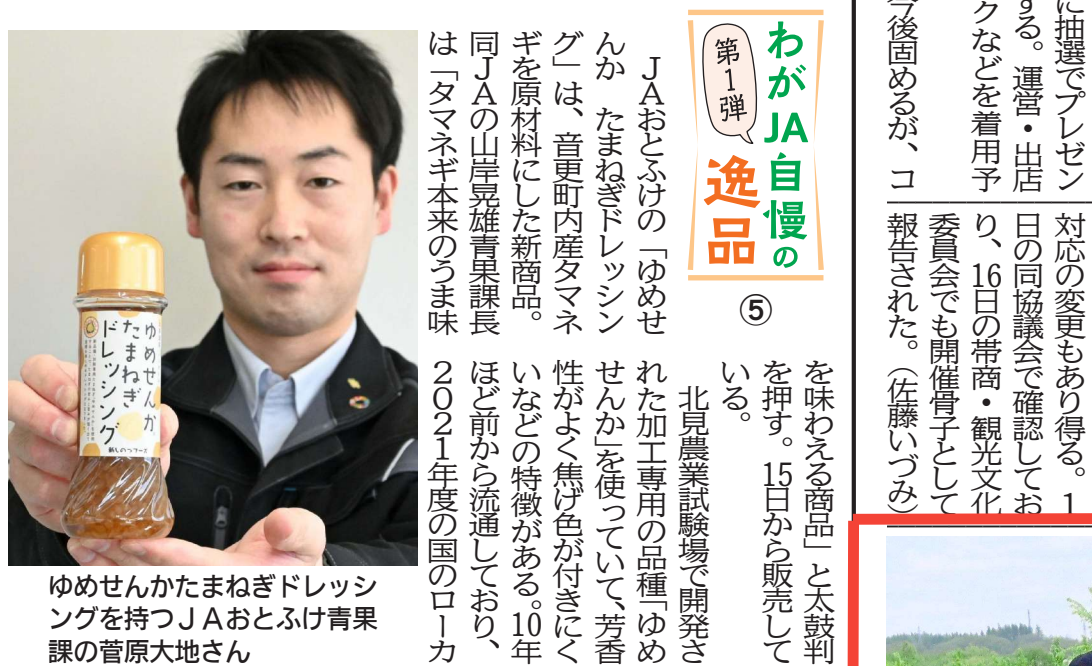 に抽選でプレゼン
する。運営・出店
クなどを着用予
今後固めるが、コ
対応の変更もあり得る。1
日の同協議会で確認してお
り、16日の帯商・観光文化
委員会でも開催骨子として
報告された。（佐藤いづみ）
わがJA自慢の
逸品
第1弾
⑤
ＪＡおとふけの「ゆめせ
んか　たまねぎドレッシン
グ」は、音更町内産タマネ
ギを原材料にした新商品。
同ＪＡの山岸晃雄青果課長
は「タマネギ本来のうま味
を味わえる商品」と太鼓判
を押す。15日から販売して
いる。
北見農業試験場で開発さ
れた加工専用の品種「ゆめ
せんか」を使っていて、芳香
性がよく焦げ色が付きにく
いなどの特徴がある。10年
ほど前から流通しており、
２０２１年度の国のローカ
ゆめせんか
たまねぎ
ドレッシング
新しのつフーズ
ゆめせんかたまねぎドレッシ
ングを持つＪＡおとふけ青果
課の菅原大地さん